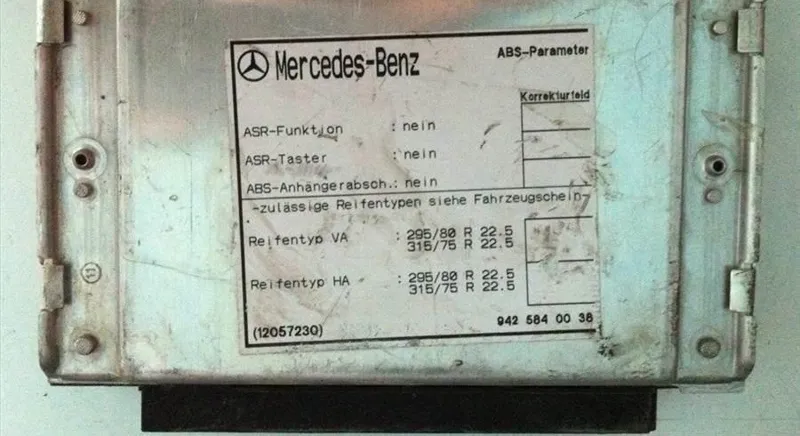 Mercedes-Benz ABS-Parameter
Korrekturfeld
ASR-Funktion : nein
ASR-Taster : nein
ABS-Anhängerabsch.: nein
-zulässige Reifentypen siehe Fahrzeugschein-
Reifentyp VA : 295/80 R 22.5
315/75 R 22.5
Reifentyp HA : 295/80 R 22.5
315/75 R 22.5
(12057230) 942 584 00 38
11